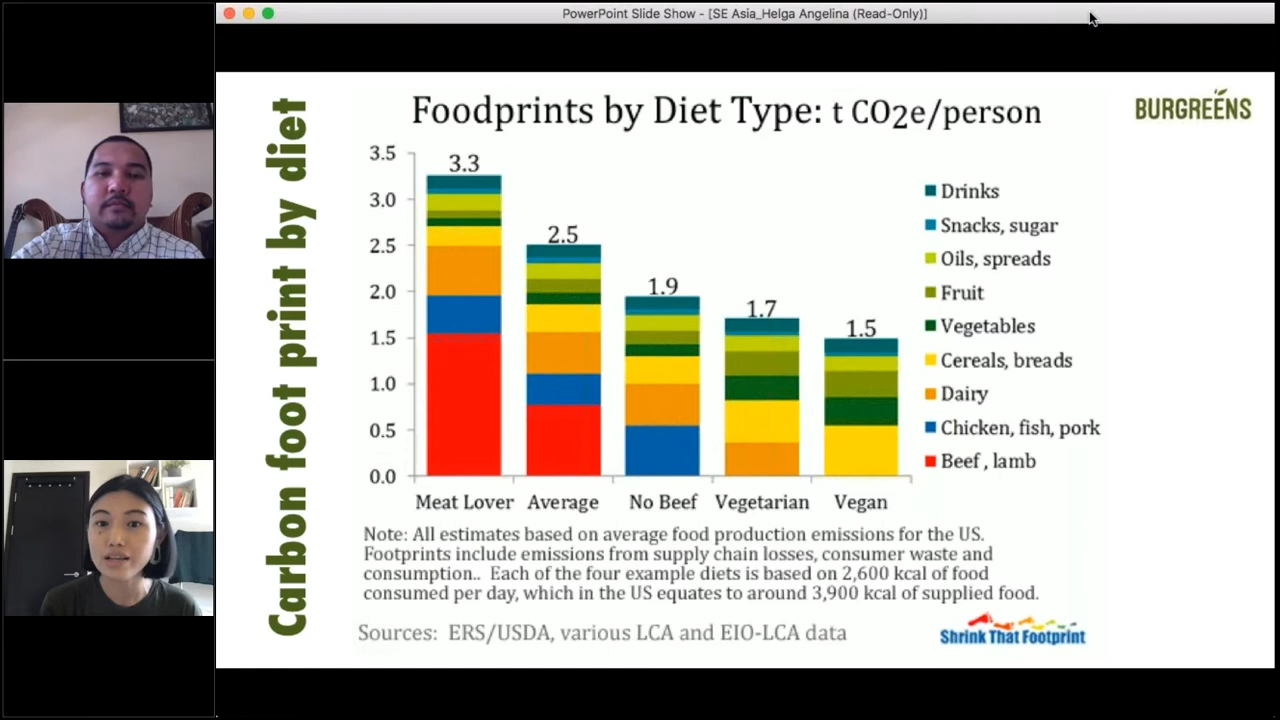 PowerPoint Slide Show - [SE Asia_Helga Angelina (Read-Only)]
Carbon foot print by diet
Foodprints by Diet Type: t CO2e/person
BURGREENS
3.5
3.0
2.5
2.0
1.5
1.0
0.5
0.0
3.3
2.5
1.9
1.7
1.5
Meat Lover
Average
No Beef
Vegetarian
Vegan
Drinks
Snacks, sugar
Oils, spreads
Fruit
Vegetables
Cereals, breads
Dairy
Chicken, fish, pork
Beef , lamb
Note: All estimates based on average food production emissions for the US.
Footprints include emissions from supply chain losses, consumer waste and
consumption.. Each of the four example diets is based on 2,600 kcal of food
consumed per day, which in the US equates to around 3,900 kcal of supplied food.
Sources: ERS/USDA, various LCA and EIO-LCA data
Shrink That Footprint